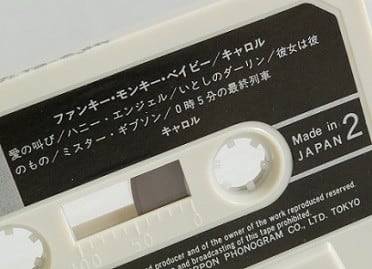 ファンキー・モンキー・ベイビー/キャロル
愛の叫び/ハニー・エンジェル/いとしのダーリン/彼女は彼
のもの/ミスター・ギブソン/0時5分の最終列車
キャロル
Made in
JAPAN
2
100 50 0
producer and of the owner of the work reproduced reserved.
and broadcasting of this tape prohibited.
IPPON PHONOGRAM CO., LTD. TOKYO